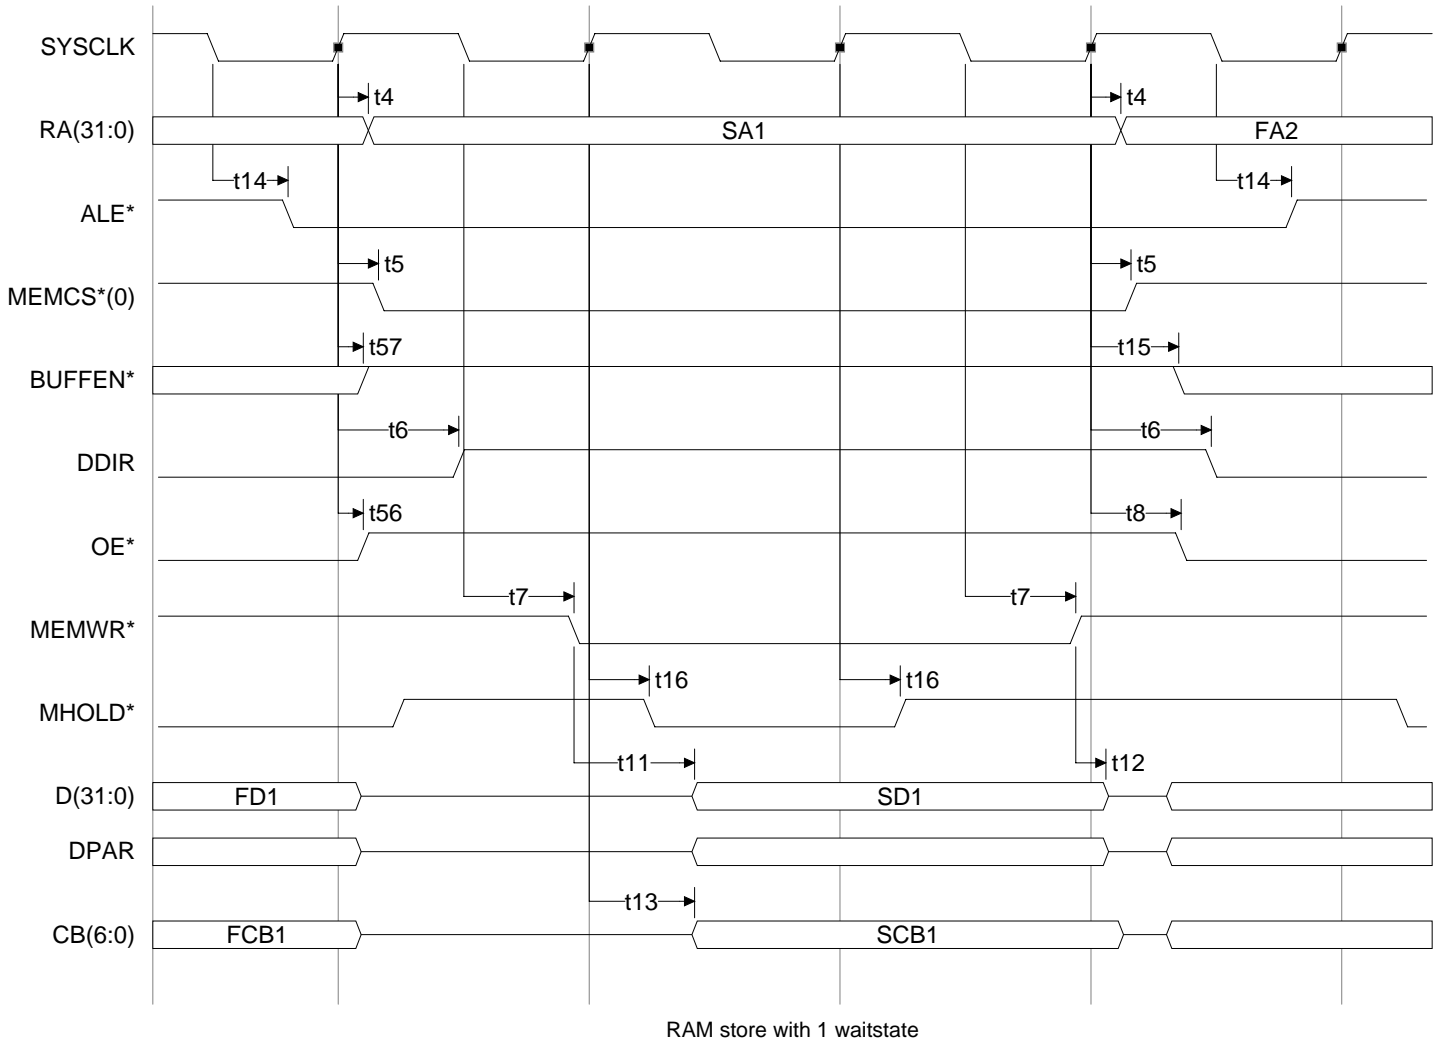 SYSCLK
t4 t4
RA(31:0) SA1 FA2
t14 t14
ALE*
t5 t5
MEMCS*(0)
t57 t15
BUFFEN*
t6 t6
DDIR
t56 t8
OE*
t7 t7
MEMWR*
t16 t16
MHOLD*
t11 t12
D(31:0) FD1 SD1
DPAR
t13
CB(6:0) FCB1 SCB1
RAM store with 1 waitstate